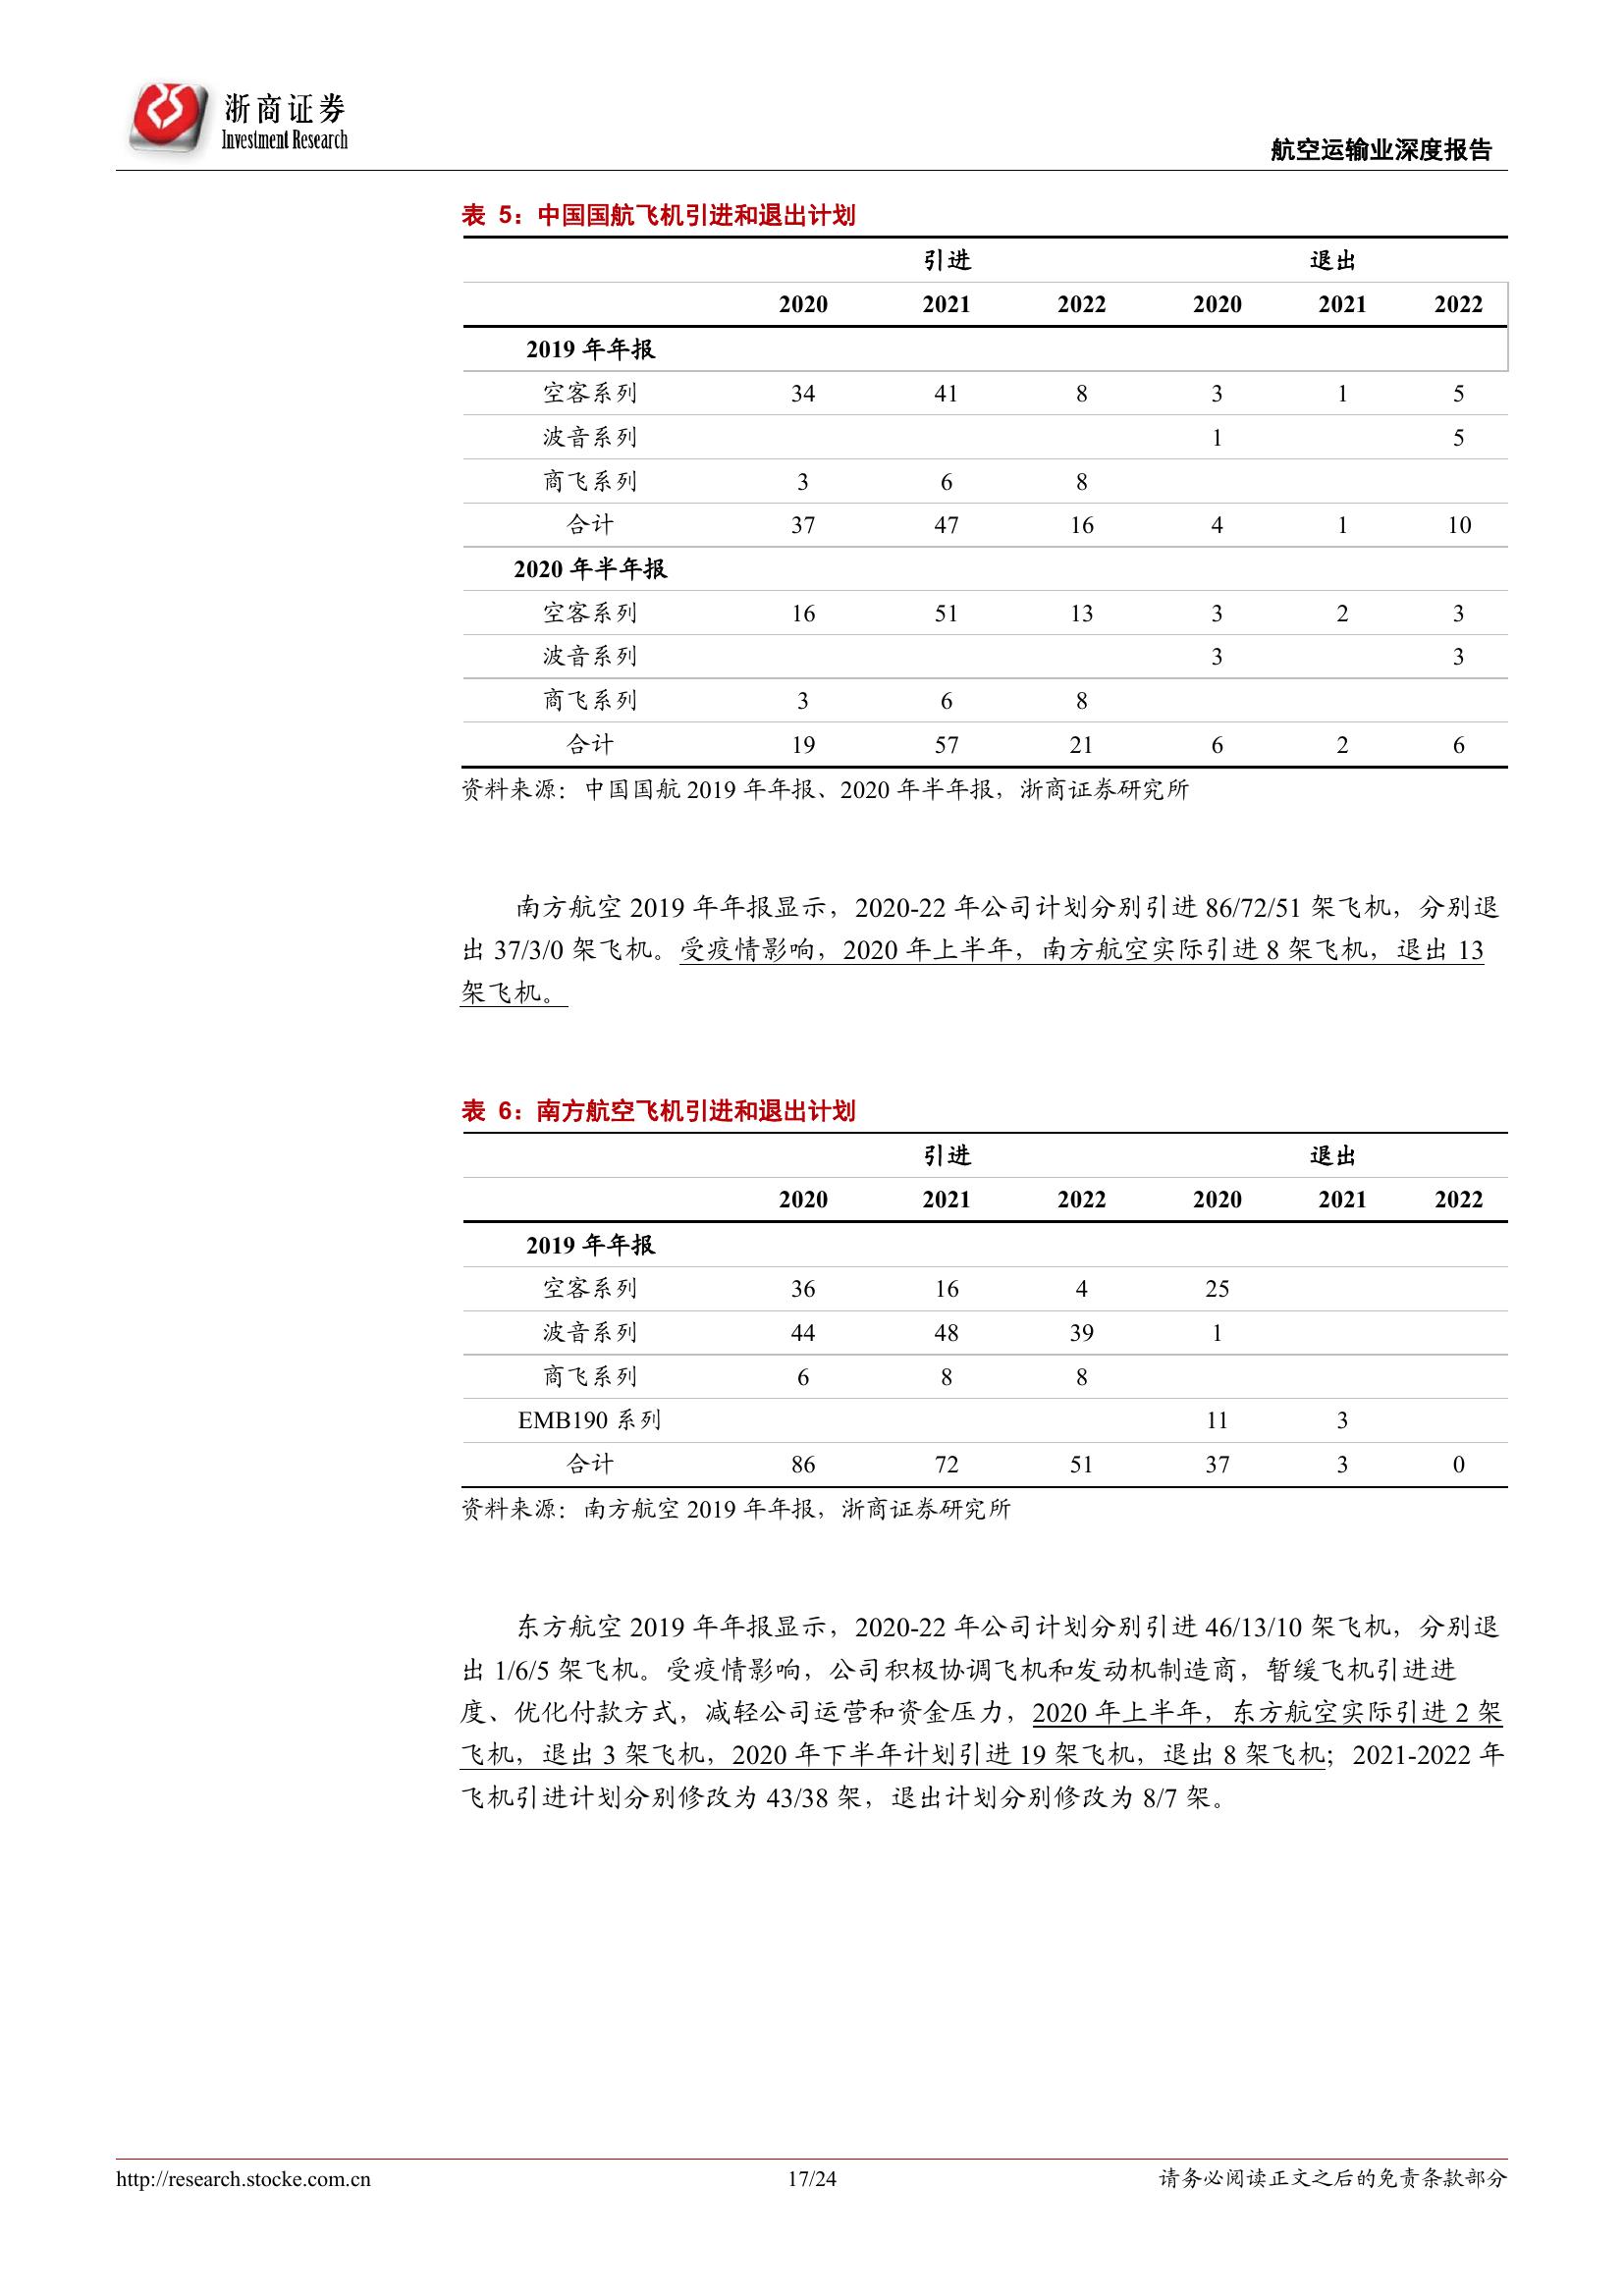 浙商证券
Investment Research
航空运输业深度报告
表 5：中国国航飞机引进和退出计划
引进 退出
2020 2021 2022 2020 2021 2022
2019 年年报
空客系列 34 41 8 3 1 5
波音系列 1 5
商飞系列 3 6 8
合计 37 47 16 4 1 10
2020 年半年报
空客系列 16 51 13 3 2 3
波音系列 3 3
商飞系列 3 6 8
合计 19 57 21 6 2 6
资料来源：中国国航 2019 年年报、2020 年半年报，浙商证券研究所
南方航空 2019 年年报显示，2020-22 年公司计划分别引进 86/72/51 架飞机，分别退
出 37/3/0 架飞机。受疫情影响，2020 年上半年，南方航空实际引进 8 架飞机，退出 13
架飞机。
表 6：南方航空飞机引进和退出计划
引进 退出
2020 2021 2022 2020 2021 2022
2019 年年报
空客系列 36 16 4 25
波音系列 44 48 39 1
商飞系列 6 8 8
EMB190 系列 11 3
合计 86 72 51 37 3 0
资料来源：南方航空 2019 年年报，浙商证券研究所
东方航空 2019 年年报显示，2020-22 年公司计划分别引进 46/13/10 架飞机，分别退
出 1/6/5 架飞机。受疫情影响，公司积极协调飞机和发动机制造商，暂缓飞机引进进
度、优化付款方式，减轻公司运营和资金压力，2020 年上半年，东方航空实际引进 2 架
飞机，退出 3 架飞机，2020 年下半年计划引进 19 架飞机，退出 8 架飞机；2021-2022 年
飞机引进计划分别修改为 43/38 架，退出计划分别修改为 8/7 架。
http://research.stocke.com.cn 17/24 请务必阅读正文之后的免责条款部分